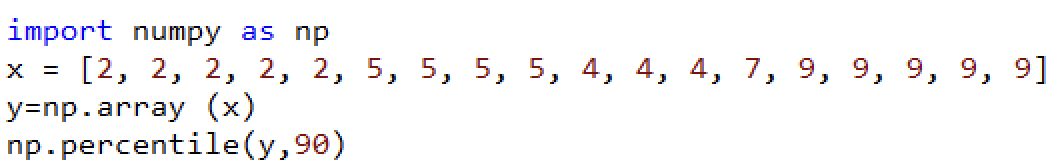 import numpy as np
x = [2, 2, 2, 2, 2, 5, 5, 5, 5, 4, 4, 4, 7, 9, 9, 9, 9, 9]
y=np.array (x)
np.percentile(y,90)